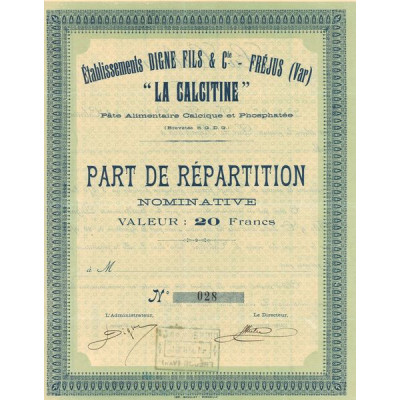 Établissements DIGNE FILS & Cie - FRÉJUS (Var)
"LA CALCITINE"
Pâte Alimentaire Calcique et Phosphatée
(Brevetée S.G.D.G.)
PART DE RÉPARTITION
NOMINATIVE
VALEUR : 20 Francs
à M
N° 028
L'Administrateur, Le Directeur,
Digne